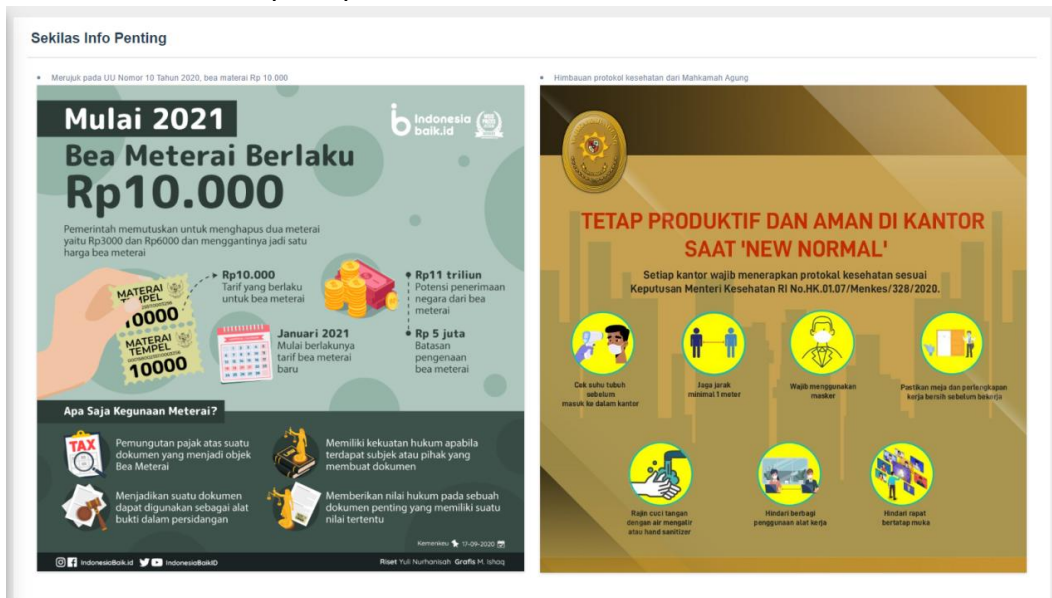 Sekilas Info Penting
Merujuk pada UU Nomor 10 Tahun 2020, bea materai Rp 10.000
Mulai 2021
Indonesia
baik.id
Bea Meterai Berlaku
Rp10.000
Pemerintah memutuskan untuk menghapus dua meterai
yaitu Rp3000 dan Rp6000 dan menggantinya jadi satu
harga bea meterai
MATERAI
TEMPEL
10000
MATERAI
TEMPEL
10000
Rp10.000
Tarif yang berlaku
untuk bea meterai
Januari 2021
Mulai berlakunya
tarif bea meterai
baru
Rp11 triliun
Potensi penerimaan
negara dari bea
meterai
Rp 5 juta
Batasan
pengenaan
bea meterai
Apa Saja Kegunaan Meterai?
TAX
Pemungutan pajak atas suatu
dokumen yang menjadi objek
Bea Meterai
Memiliki kekuatan hukum apabila
terdapat subjek atau pihak yang
membuat dokumen
Menjadikan suatu dokumen
dapat digunakan sebagai alat
bukti dalam persidangan
Memberikan nilai hukum pada sebuah
dokumen penting yang memiliki suatu
nilai tertentu
Kemenkeu 17-09-2020
IndonesiaBaik.id IndonesiaBaikID
Riset Yuli Nurhanisah Grafis M. Ishaq
Himbauan protokol kesehatan dari Mahkamah Agung
TETAP PRODUKTIF DAN AMAN DI KANTOR
SAAT 'NEW NORMAL'
Setiap kantor wajib menerapkan protokal kesehatan sesuai
Keputusan Menteri Kesehatan RI No.HK.01.07/Menkes/328/2020.
Cek suhu tubuh
sebelum
masuk ke dalam kantor
Jaga jarak
minimal 1 meter
Wajib menggunakan
masker
Pastikan meja dan perlengkapan
kerja bersih sebelum bekerja
Rajin cuci tangan
dengan air mengalir
atau hand sanitizer
Hindari berbagi
penggunaan alat kerja
Hindari rapat
bertatap muka